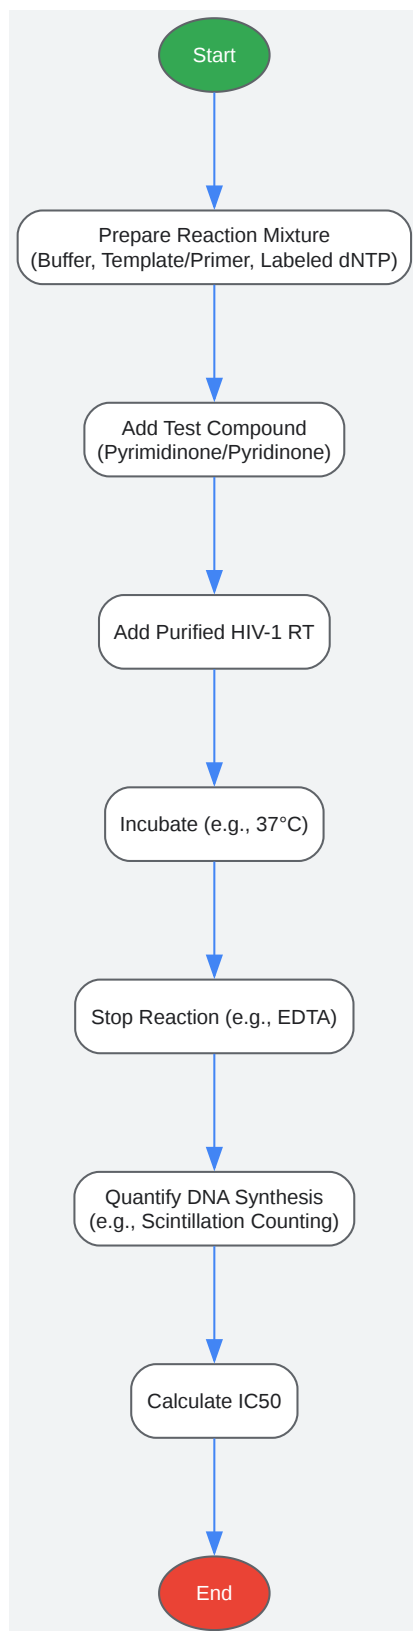 Start
Prepare Reaction Mixture
(Buffer, Template/Primer, Labeled dNTP)
Add Test Compound
(Pyrimidinone/Pyridinone)
Add Purified HIV-1 RT
Incubate (e.g., 37°C)
Stop Reaction (e.g., EDTA)
Quantify DNA Synthesis
(e.g., Scintillation Counting)
Calculate IC50
End